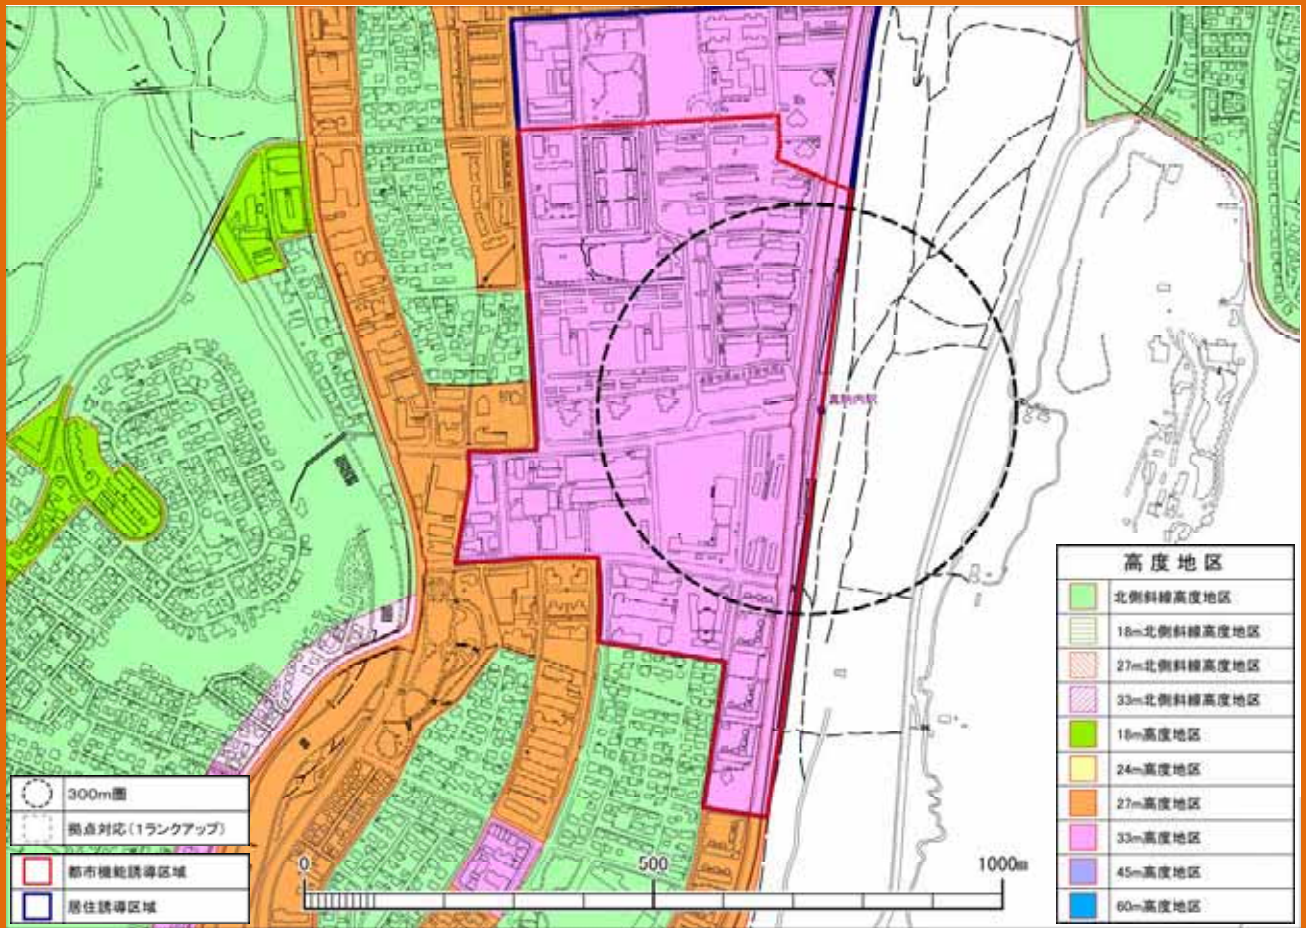 真駒内駅
高度地区
北側斜線高度地区
18m北側斜線高度地区
27m北側斜線高度地区
33m北側斜線高度地区
18m高度地区
24m高度地区
27m高度地区
33m高度地区
45m高度地区
60m高度地区
300m圏
拠点対応(1ランクアップ)
都市機能誘導区域
居住誘導区域
0 500 1000m